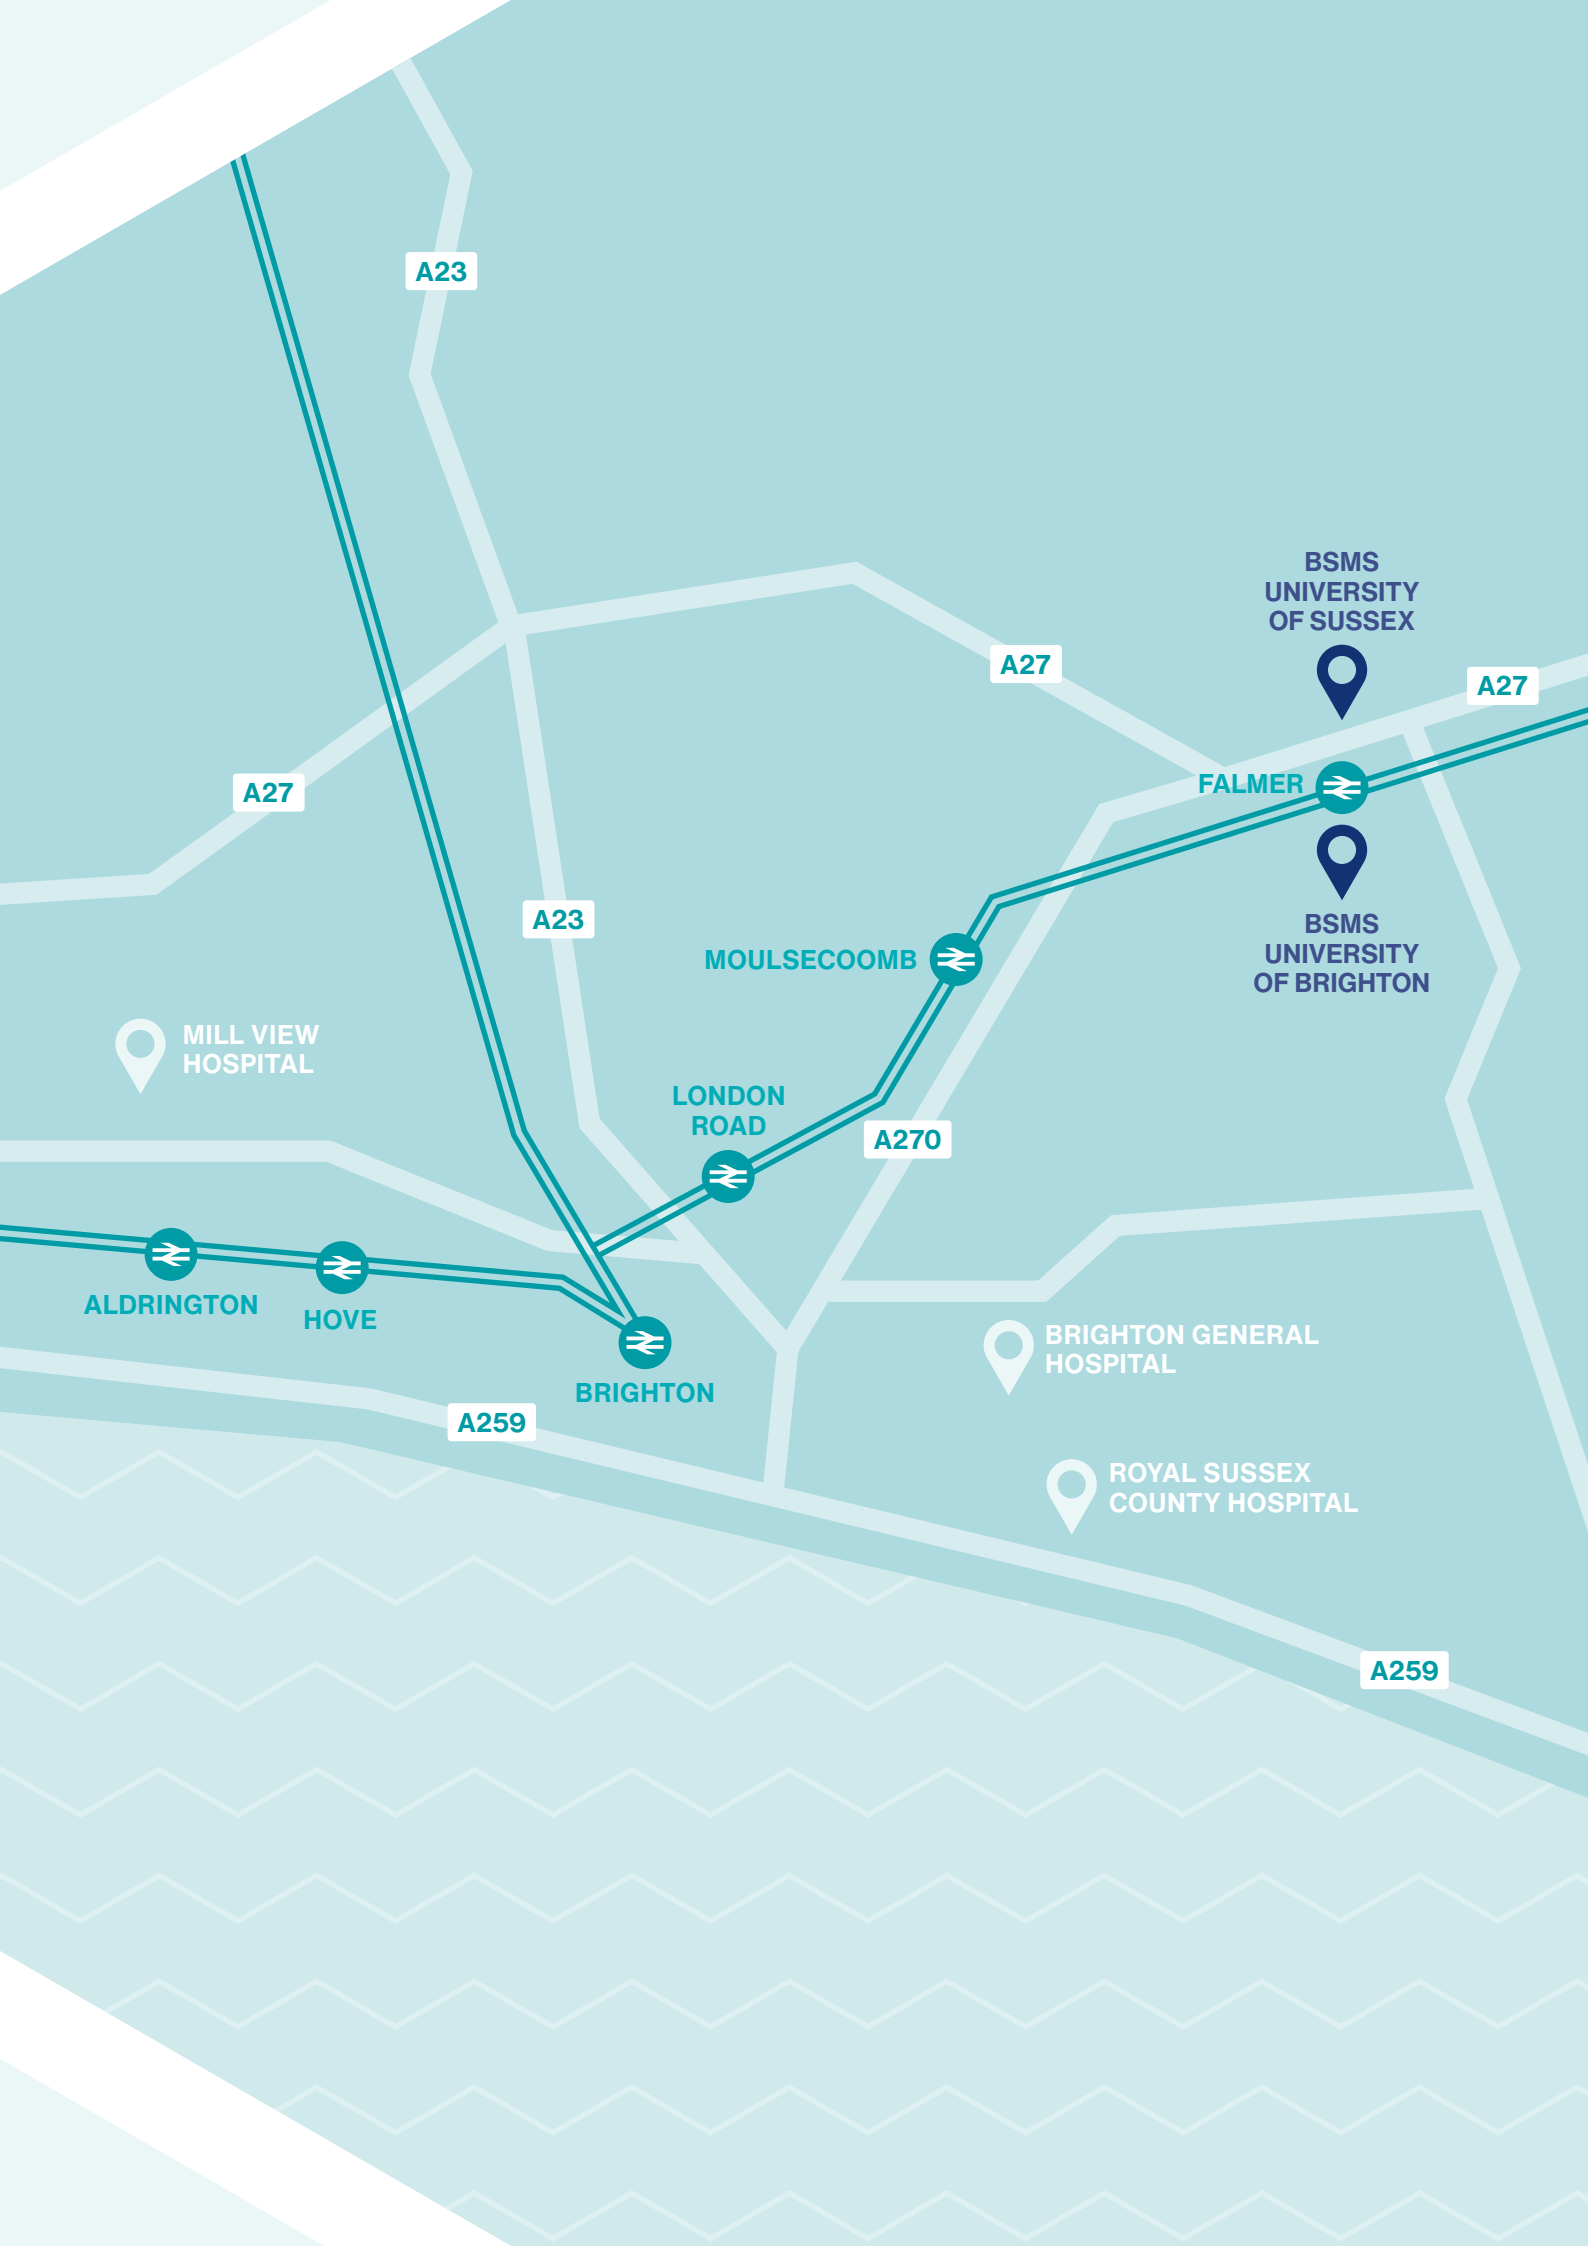 A23
BSMS
UNIVERSITY
OF SUSSEX
A27
A27
FALMER
A27
A23
MOULSECOOMB
BSMS
UNIVERSITY
OF BRIGHTON
MILL VIEW
HOSPITAL
LONDON
ROAD
A270
ALDRINGTON
HOVE
BRIGHTON
BRIGHTON GENERAL
HOSPITAL
A259
ROYAL SUSSEX
COUNTY HOSPITAL
A259